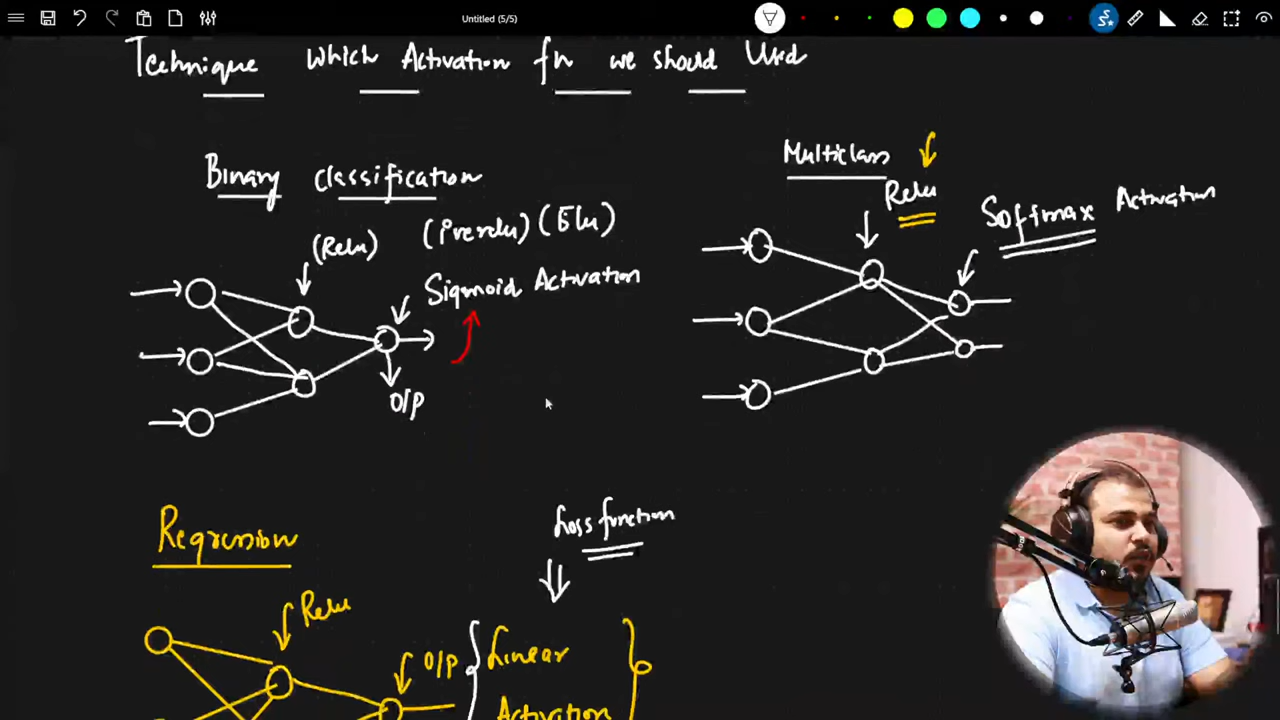 Untitled (5/5)
Technique Which Activation fn we should Used
Binary classification
(Relu)
(Prerelu) (Elu)
Sigmoid Activation
O/P
Multiclass
Relu
Softmax Activation
Regression
Relu
O/P
Loss function
Linear
Activation